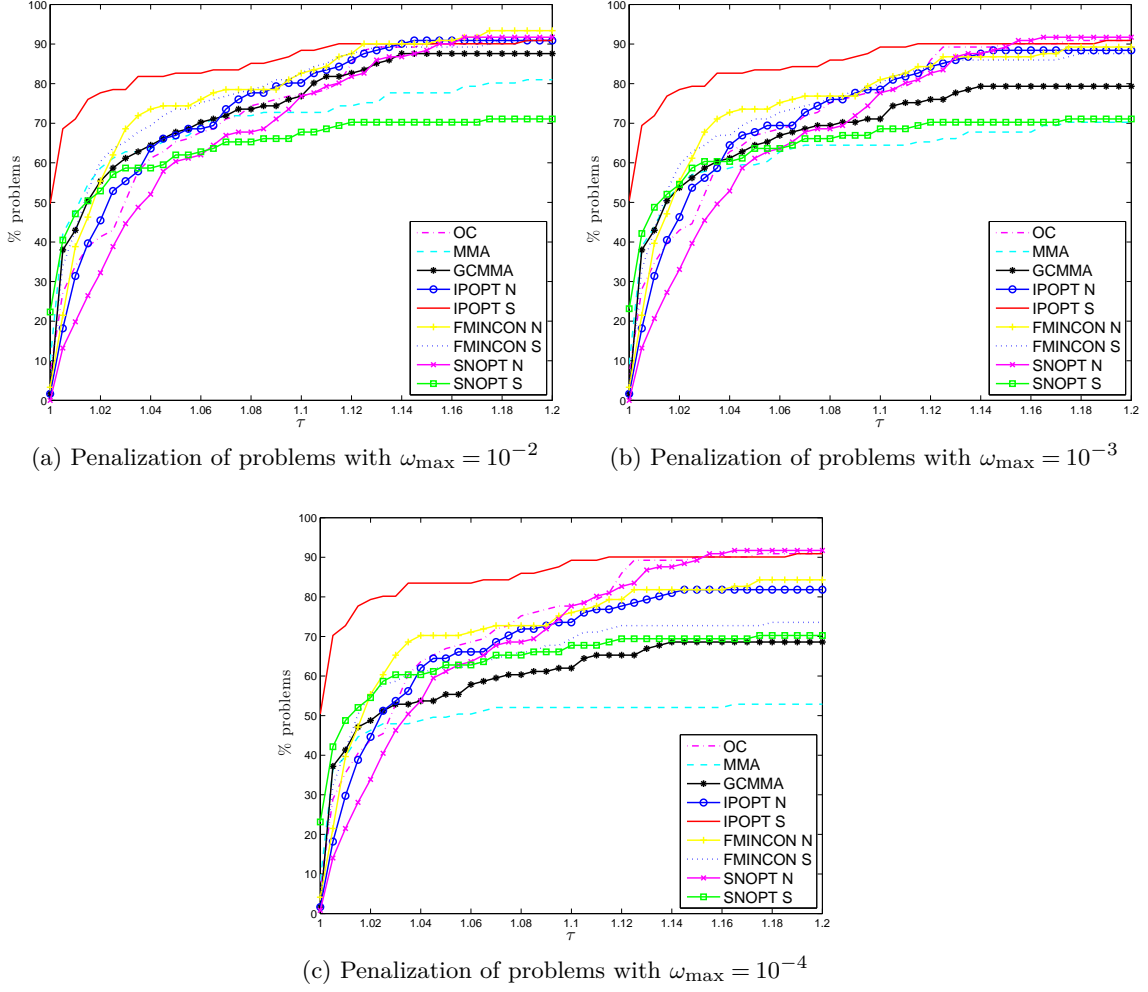 100
90
80
70
60
50
40
30
20
10
0
% problems
1 1.02 1.04 1.06 1.08 1.1 1.12 1.14 1.16 1.18 1.2
τ
OC
MMA
GCMMA
IPOPT N
IPOPT S
FMINCON N
FMINCON S
SNOPT N
SNOPT S
(a) Penalization of problems with ω_max = 10^−2
100
90
80
70
60
50
40
30
20
10
0
% problems
1 1.02 1.04 1.06 1.08 1.1 1.12 1.14 1.16 1.18 1.2
τ
OC
MMA
GCMMA
IPOPT N
IPOPT S
FMINCON N
FMINCON S
SNOPT N
SNOPT S
(b) Penalization of problems with ω_max = 10^−3
100
90
80
70
60
50
40
30
20
10
0
% problems
1 1.02 1.04 1.06 1.08 1.1 1.12 1.14 1.16 1.18 1.2
τ
OC
MMA
GCMMA
IPOPT N
IPOPT S
FMINCON N
FMINCON S
SNOPT N
SNOPT S
(c) Penalization of problems with ω_max = 10^−4